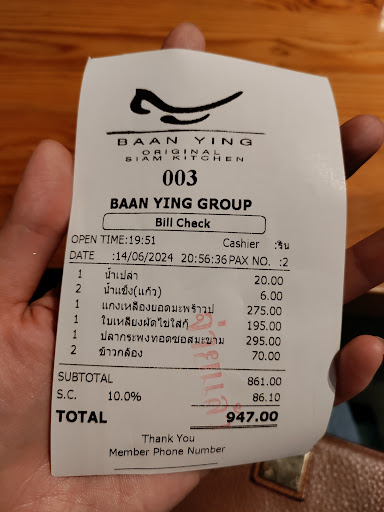 BAAN YING
ORIGINAL
SIAM KITCHEN
003
BAAN YING GROUP
Bill Check
OPEN TIME:19:51 Cashier :ริน
DATE :14/06/2024 20:56:36 PAX NO. :2
1 น้ำเปล่า 20.00
2 น้ำแข็ง(แก้ว) 6.00
1 แกงเหลืองยอดมะพร้าวป 275.00
1 ใบเหลียงผัดไข่ใส่กุ้ 195.00
1 ปลากระพงทอดซอสมะขาม 295.00
2 ข้าวกล้อง 70.00
SUBTOTAL 861.00
S.C. 10.0% 86.10
TOTAL 947.00
Thank You
Member Phone Number